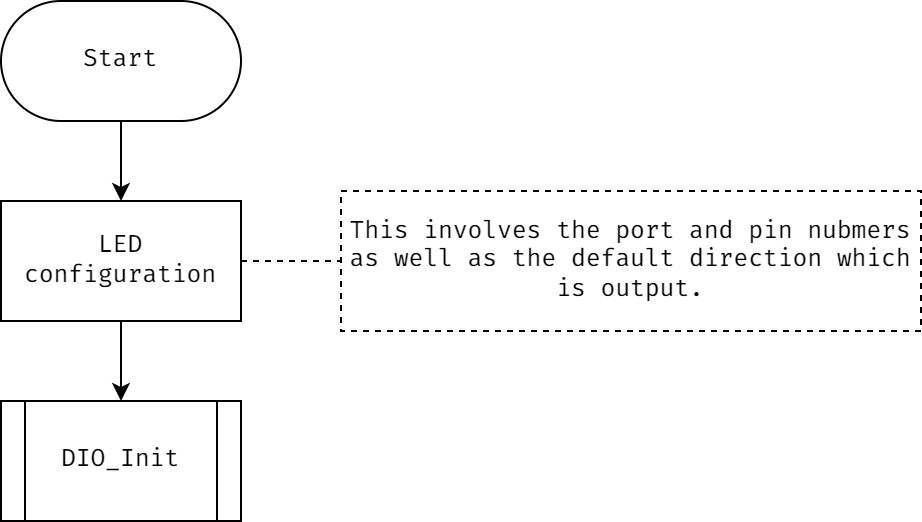 Start
LED
configuration
This involves the port and pin nubmers
as well as the default direction which
is output.
DIO_Init